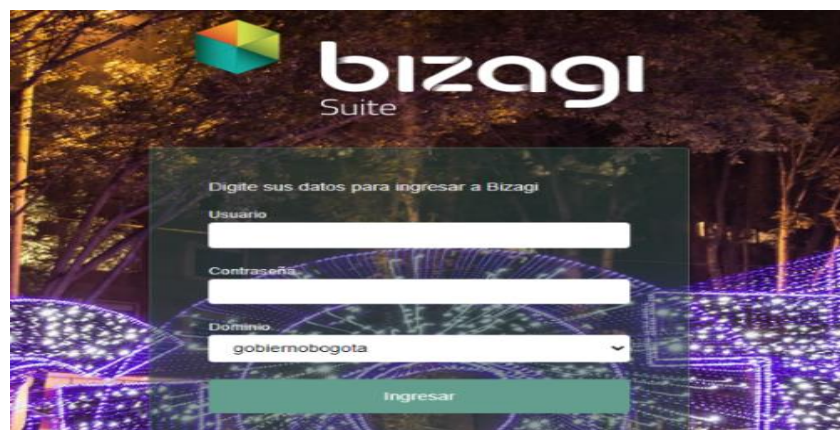 bizagi
Suite
Digite sus datos para ingresar a Bizagi
Usuario
Contraseña
Dominio
gobiernobogota
Ingresar